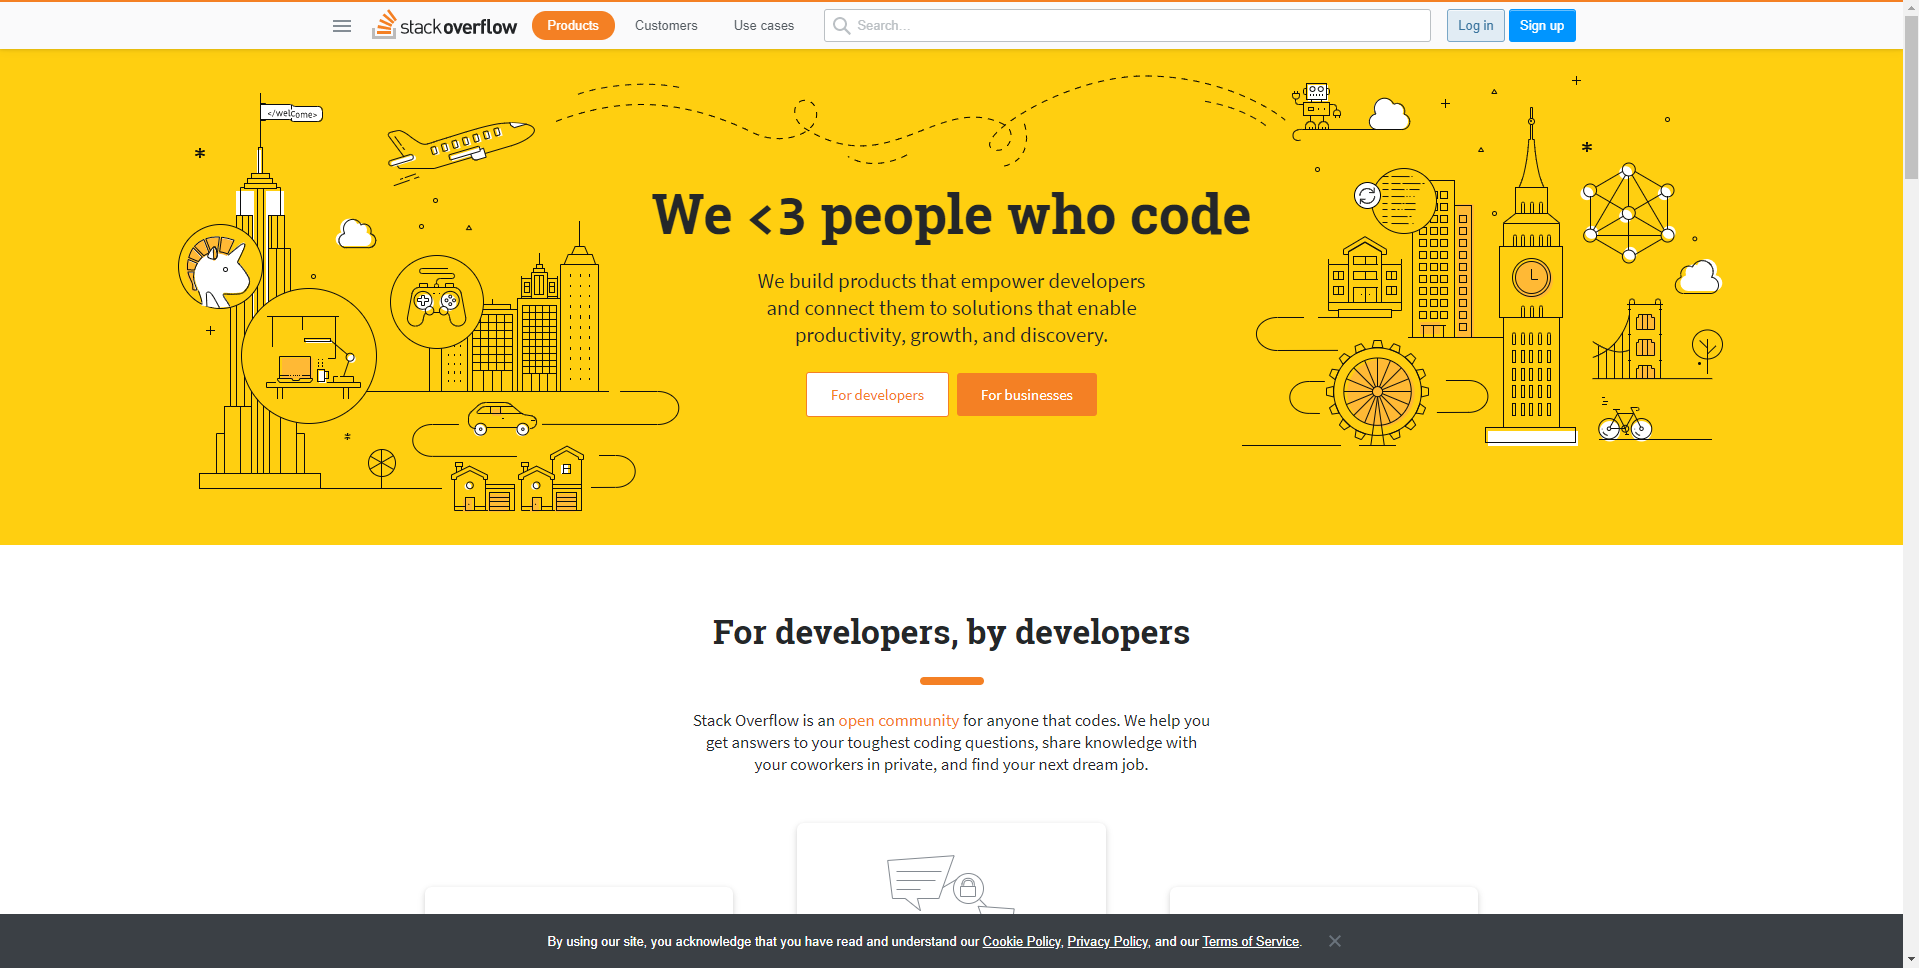 stackoverflow
Products
Customers
Use cases
Search...
Log in
Sign up
</welcome>
We <3 people who code
We build products that empower developers
and connect them to solutions that enable
productivity, growth, and discovery.
For developers
For businesses
For developers, by developers
Stack Overflow is an open community for anyone that codes. We help you
get answers to your toughest coding questions, share knowledge with
your coworkers in private, and find your next dream job.
By using our site, you acknowledge that you have read and understand our Cookie Policy, Privacy Policy, and our Terms of Service.